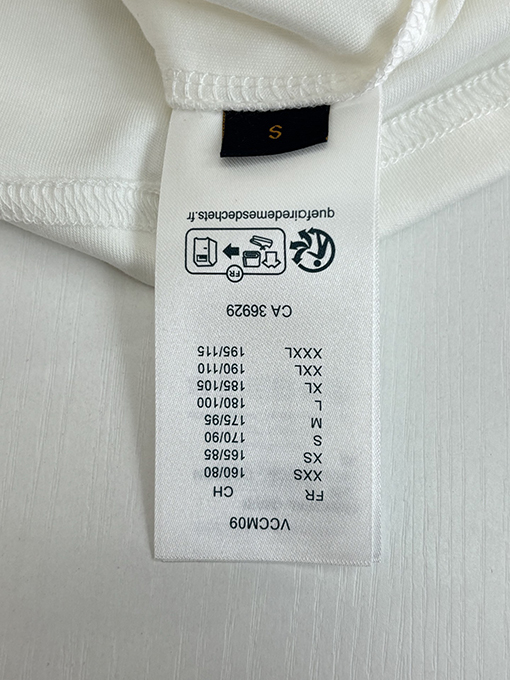 VCCM09
FR CH
XXS 160/80
XS 165/85
S 170/90
M 175/95
L 180/100
XL 185/105
XXL 190/110
XXXL 195/115
CA 36929
FR
quefairedemesdechets.fr
S